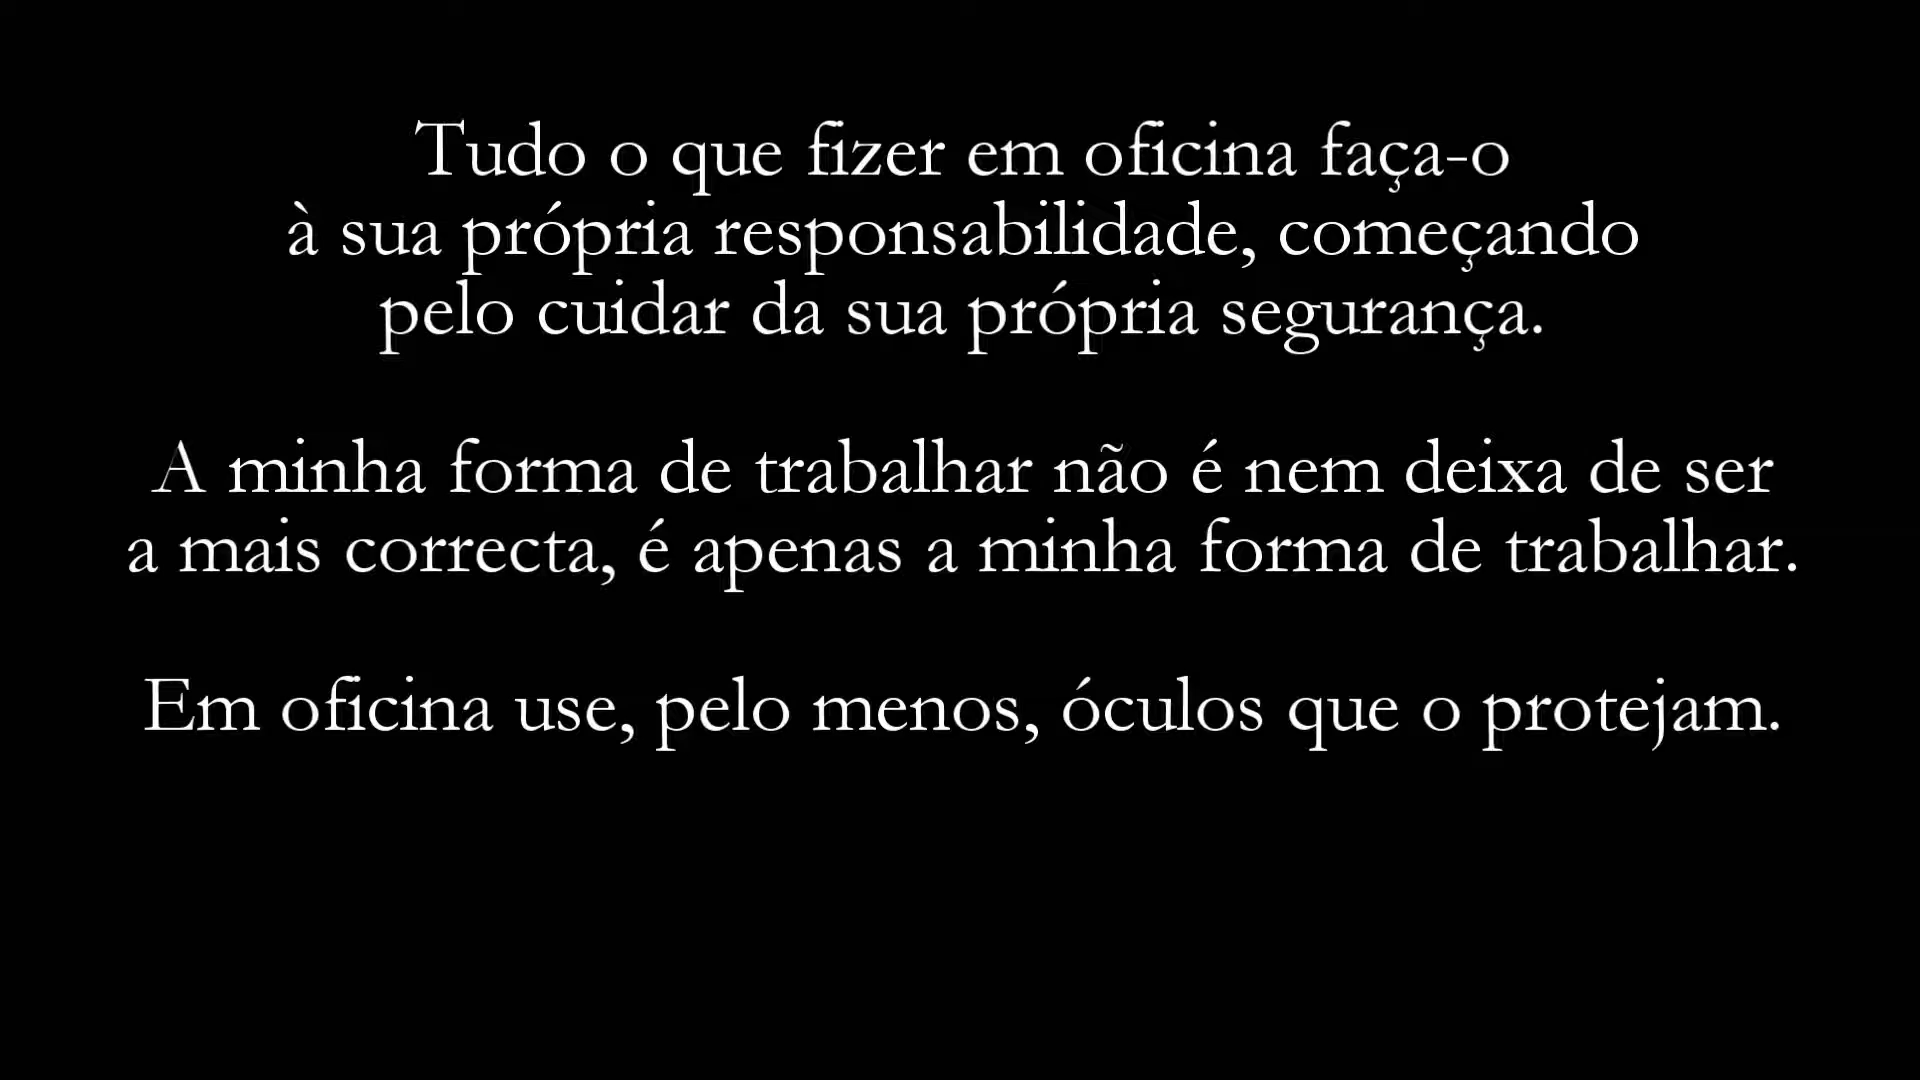 Tudo o que fizer em oficina faça-o
à sua própria responsabilidade, começando
pelo cuidar da sua própria segurança.
A minha forma de trabalhar não é nem deixa de ser
a mais correcta, é apenas a minha forma de trabalhar.
Em oficina use, pelo menos, óculos que o protejam.